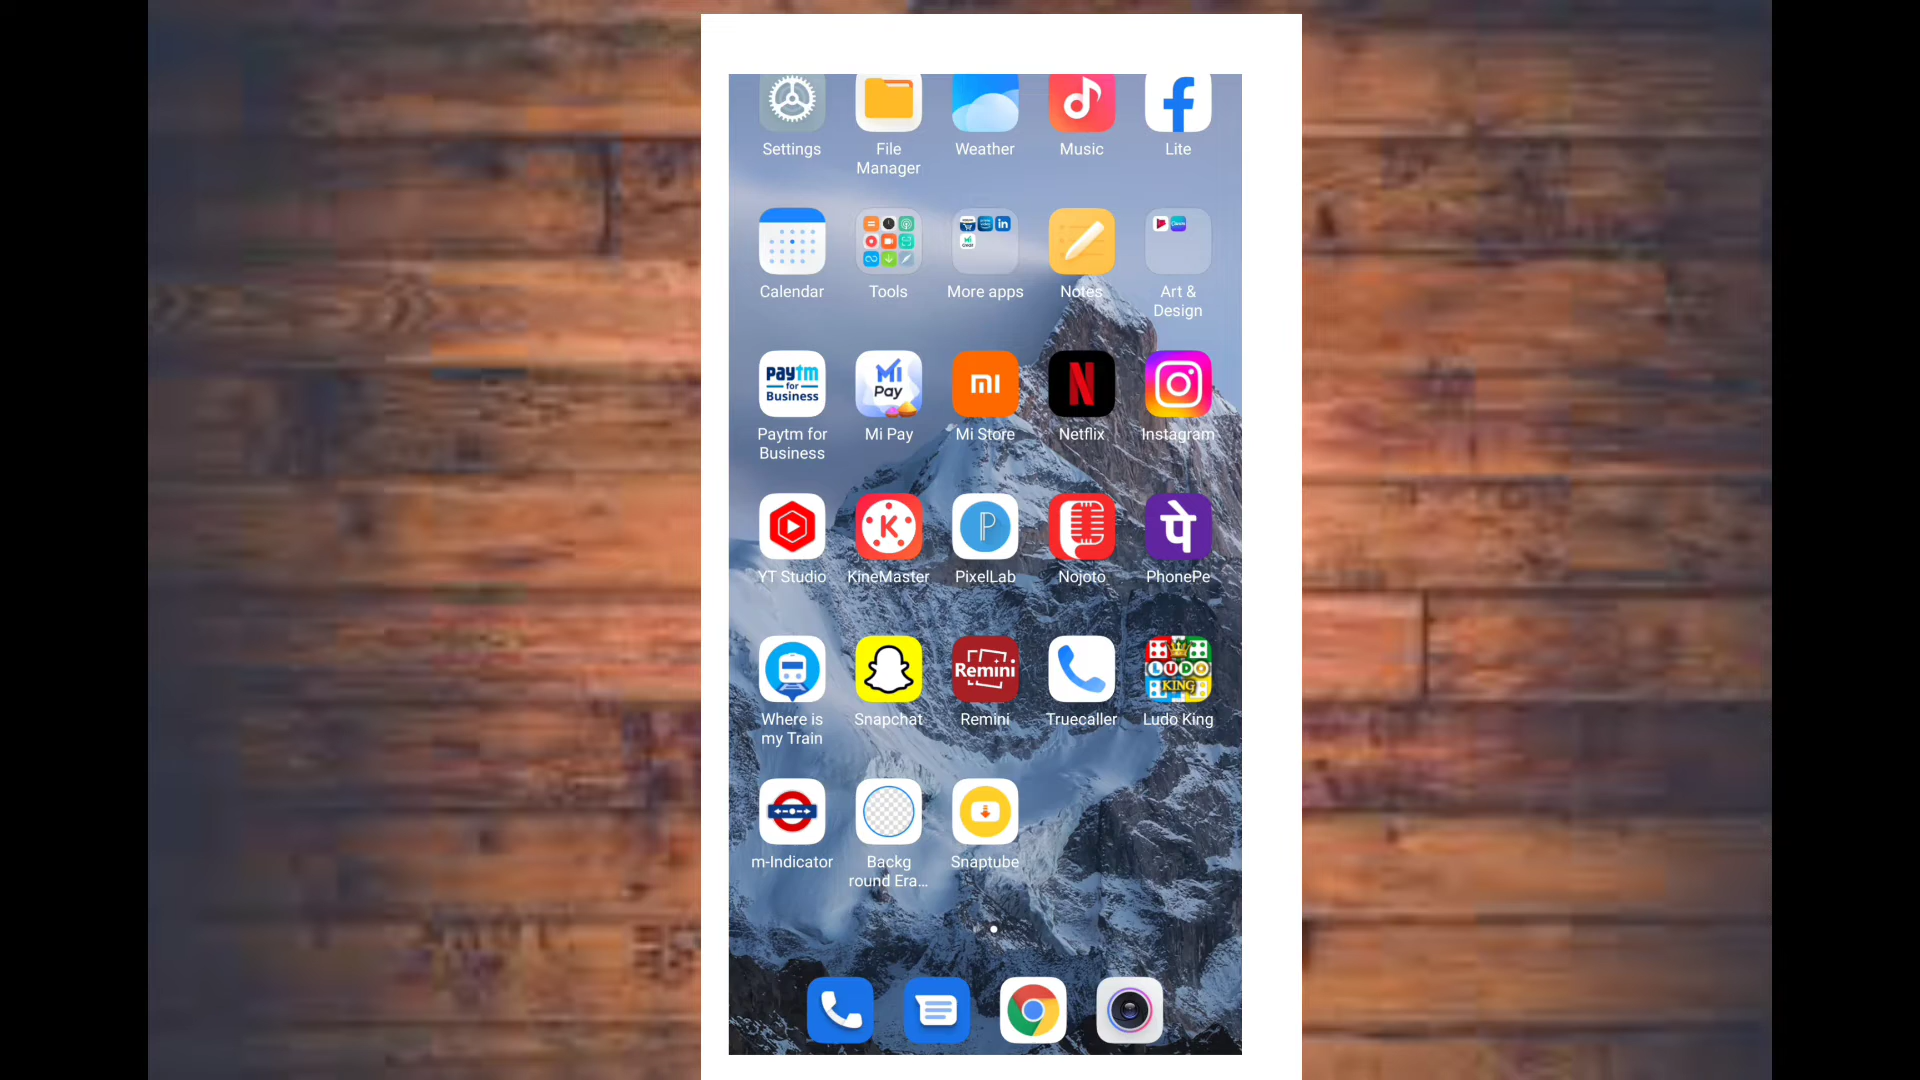 Settings
File
Manager
Weather
Music
Lite
Calendar
Tools
More apps
Notes
Art &
Design
paytm
for
Business
Mi
Pay
mi
N
Paytm for
Business
Mi Pay
Mi Store
Netflix
Instagram
K
P
पे
YT Studio
KineMaster
PixelLab
Nojoto
PhonePe
Remini
LUDO
KING
Where is
my Train
Snapchat
Remini
Truecaller
Ludo King
m-Indicator
Backg
round Era...
Snaptube